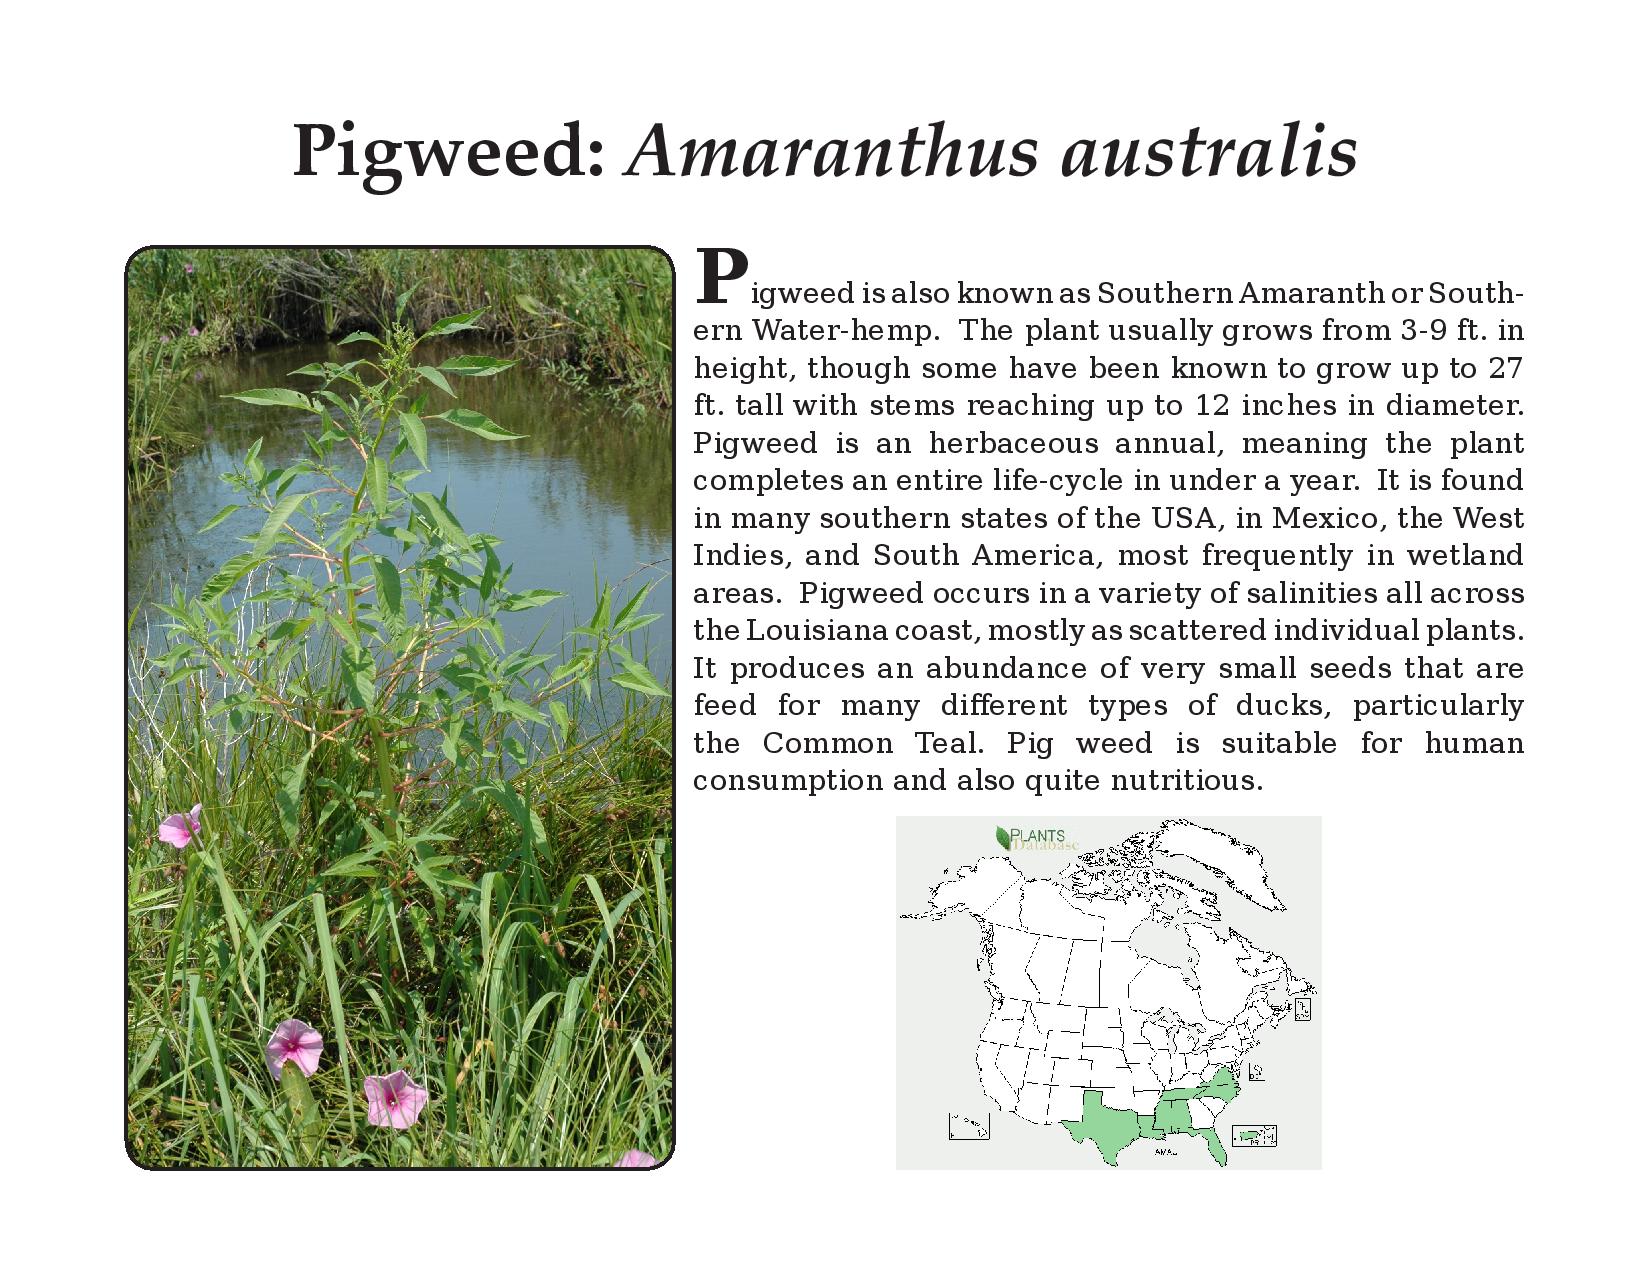 Pigweed: Amaranthus australis
Pigweed is also known as Southern Amaranth or South-
ern Water-hemp.  The plant usually grows from 3-9 ft. in
height, though some have been known to grow up to 27
ft. tall with stems reaching up to 12 inches in diameter.
Pigweed is an herbaceous annual, meaning the plant
completes an entire life-cycle in under a year.  It is found
in many southern states of the USA, in Mexico, the West
Indies, and South America, most frequently in wetland
areas.  Pigweed occurs in a variety of salinities all across
the Louisiana coast, mostly as scattered individual plants.
It produces an abundance of very small seeds that are
feed for many different types of ducks, particularly
the Common Teal. Pig weed is suitable for human
consumption and also quite nutritious.
PLANTS
Database